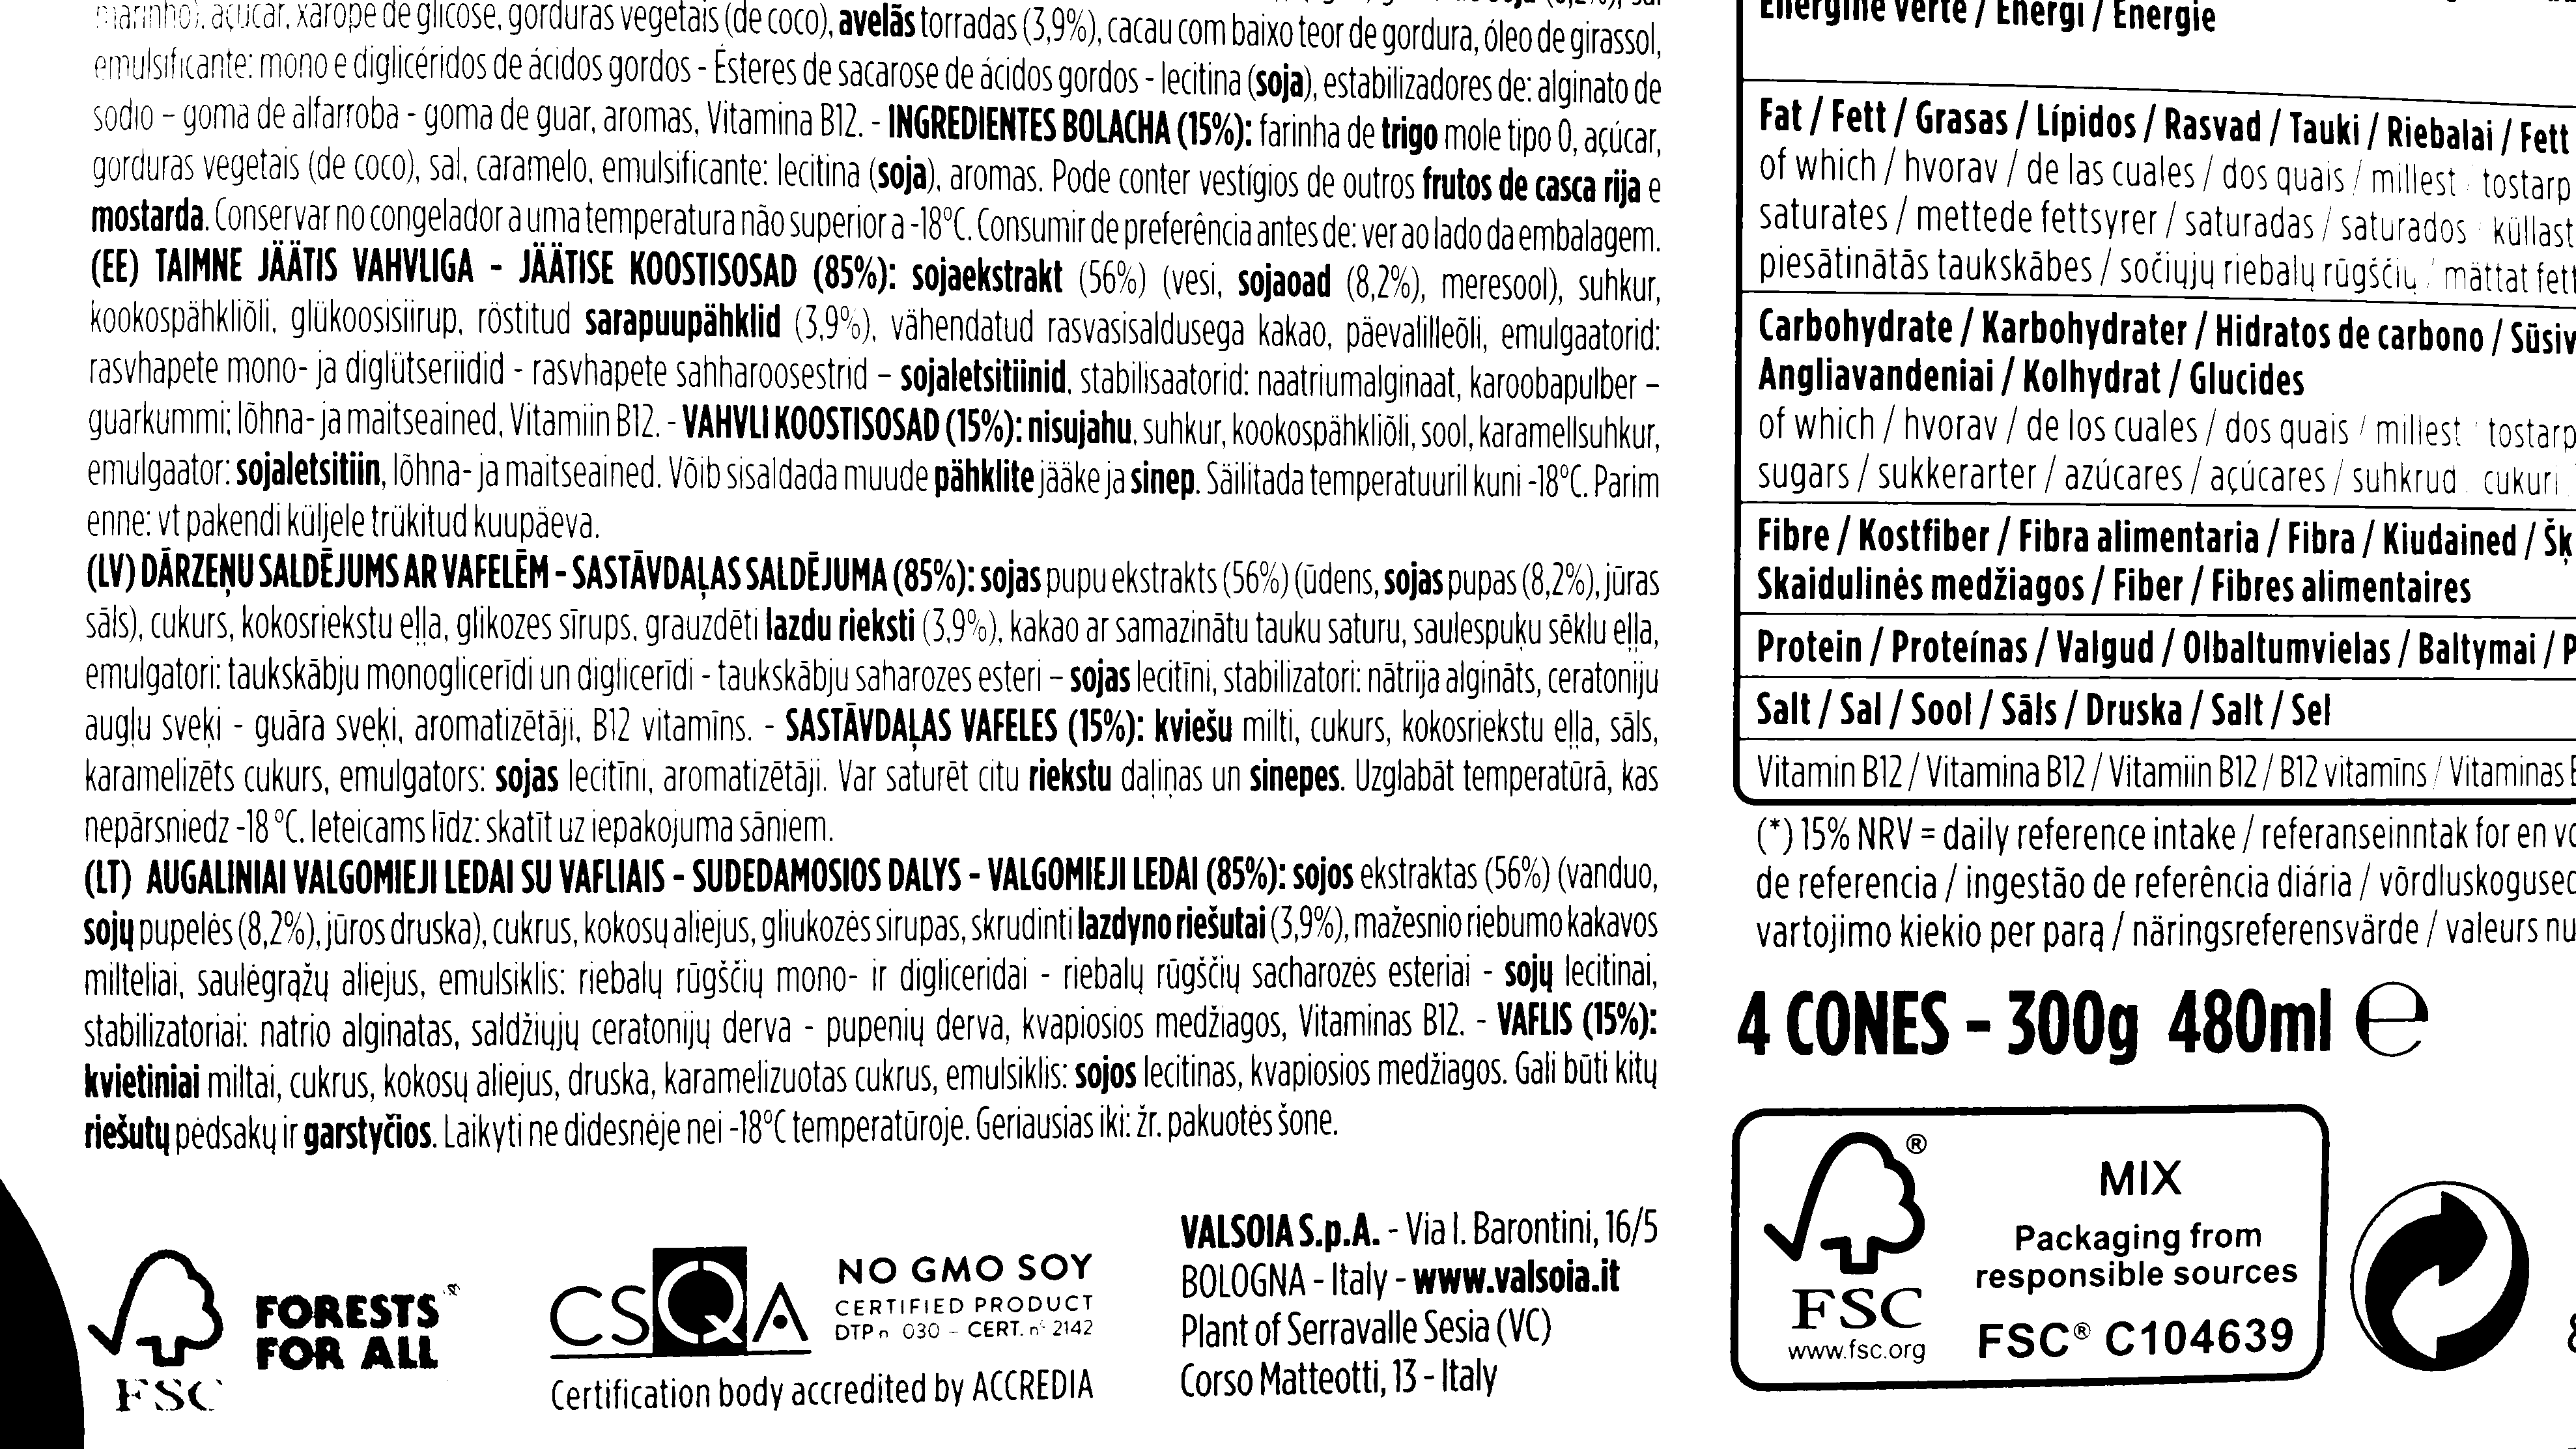 marinho), açúcar, xarope de glicose, gorduras vegetais (de coco), avelãs torradas (3,9%), cacau com baixo teor de gordura, óleo de girassol,
emulsificante: mono e diglicéridos de ácidos gordos - Ésteres de sacarose de ácidos gordos - lecitina (soja), estabilizadores de: alginato de
sodio – goma de alfarroba - goma de guar, aromas, Vitamina B12. - INGREDIENTES BOLACHA (15%): farinha de trigo mole tipo 0, açúcar,
gorduras vegetais (de coco), sal, caramelo, emulsificante: lecitina (soja), aromas. Pode conter vestígios de outros frutos de casca rija e
mostarda. Conservar no congelador a uma temperatura não superior a -18°C. Consumir de preferência antes de: ver ao lado da embalagem.
(EE) TAIMNE JÄÄTIS VAHVLIGA - JÄÄTISE KOOSTISOSAD (85%): sojaekstrakt (56%) (vesi, sojaoad (8,2%), meresool), suhkur,
kookospähkliõli, glükoosisiirup, röstitud sarapuupähklid (3,9%), vähendatud rasvasisaldusega kakao, päevalilleõli, emulgaatorid:
rasvhapete mono- ja diglütseriidid - rasvhapete sahharoosestrid – sojaletsitiinid, stabilisaatorid: naatriumalginaat, karoobapulber –
guarkummi; lõhna- ja maitseained, Vitamiin B12. - VAHVLI KOOSTISOSAD (15%): nisujahu, suhkur, kookospähkliõli, sool, karamellsuhkur,
emulgaator: sojaletsitiin, lõhna- ja maitseained. Võib sisaldada muude pähklite jääke ja sinep. Säilitada temperatuuril kuni -18°C. Parim
enne: vt pakendi küljele trükitud kuupäeva.
(LV) DĀRZEŅU SALDĒJUMS AR VAFELĒM - SASTĀVDAĻAS SALDĒJUMA (85%): sojas pupu ekstrakts (56%) (ūdens, sojas pupas (8,2%), jūras
sāls), cukurs, kokosriekstu eļļa, glikozes sīrups, grauzdēti lazdu rieksti (3,9%), kakao ar samazinātu tauku saturu, saulespuķu sēklu eļļa,
emulgatori: taukskābju monoglicerīdi un diglicerīdi - taukskābju saharozes esteri – sojas lecitīni, stabilizatori: nātrija algināts, ceratoniju
augļu sveķi - guāra sveķi, aromatizētāji, B12 vitamīns. - SASTĀVDAĻAS VAFELES (15%): kviešu milti, cukurs, kokosriekstu eļļa, sāls,
karamelizēts cukurs, emulgators: sojas lecitīni, aromatizētāji. Var saturēt citu riekstu daļiņas un sinepes. Uzglabāt temperatūrā, kas
nepārsniedz -18 °C. Ieteicams līdz: skatīt uz iepakojuma sāniem.
(LT) AUGALINIAI VALGOMIEJI LEDAI SU VAFLIAIS - SUDEDAMOSIOS DALYS - VALGOMIEJI LEDAI (85%): sojos ekstraktas (56%) (vanduo,
sojų pupelės (8,2%), jūros druska), cukrus, kokosų aliejus, gliukozės sirupas, skrudinti lazdyno riešutai (3,9%), mažesnio riebumo kakavos
milteliai, saulėgrąžų aliejus, emulsiklis: riebalų rūgščių mono- ir digliceridai - riebalų rūgščių sacharozės esteriai - sojų lecitinai,
stabilizatoriai: natrio alginatas, saldžiųjų ceratonijų derva - pupenių derva, kvapiosios medžiagos, Vitaminas B12. - VAFLIS (15%):
kvietiniai miltai, cukrus, kokosų aliejus, druska, karamelizuotas cukrus, emulsiklis: sojos lecitinas, kvapiosios medžiagos. Gali būti kitų
riešutų pėdsakų ir garstyčios. Laikyti ne didesnėje nei -18°C temperatūroje. Geriausias iki: žr. pakuotės šone.
FSC
FORESTS
FOR ALL
CSQA
NO GMO SOY
CERTIFIED PRODUCT
DTP n° 030 – CERT. n° 2142
Certification body accredited by ACCREDIA
VALSOIA S.p.A. - Via I. Barontini, 16/5
BOLOGNA - Italy - www.valsoia.it
Plant of Serravalle Sesia (VC)
Corso Matteotti, 13 - Italy
Energinē vertė / Energi / Energie
Fat / Fett / Grasas / Lípidos / Rasvad / Tauki / Riebalai / Fett
of which / hvorav / de las cuales / dos quais / millest / tostarp
saturates / mettede fettsyrer / saturadas / saturados / küllast
piesātinātās taukskābes / sočiųjų riebalų rūgščių / mättat fett
Carbohydrate / Karbohydrater / Hidratos de carbono / Süsiv
Angliavandeniai / Kolhydrat / Glucides
of which / hvorav / de los cuales / dos quais / millest / tostarp
sugars / sukkerarter / azúcares / açúcares / suhkrud / cukuri
Fibre / Kostfiber / Fibra alimentaria / Fibra / Kiudained / Šķ
Skaidulinės medžiagos / Fiber / Fibres alimentaires
Protein / Proteínas / Valgud / Olbaltumvielas / Baltymai / P
Salt / Sal / Sool / Sāls / Druska / Salt / Sel
Vitamin B12 / Vitamina B12 / Vitamiin B12 / B12 vitamīns / Vitaminas
(*) 15% NRV = daily reference intake / referanseinntak for en vo
de referencia / ingestão de referência diária / võrdluskogused
vartojimo kiekio per parą / näringsreferensvärde / valeurs nu
4 CONES - 300g 480ml e
FSC
www.fsc.org
MIX
Packaging from
responsible sources
FSC® C104639